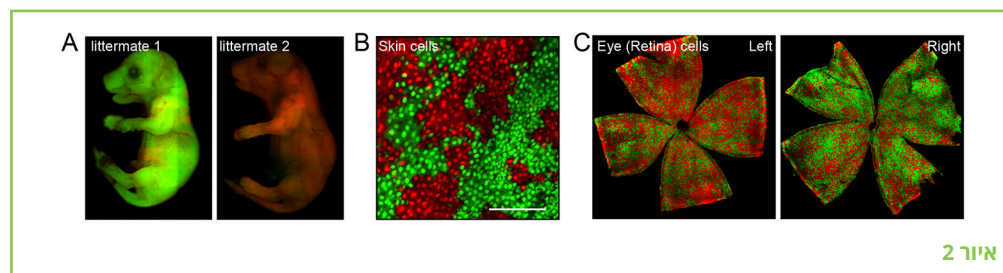 A
littermate 1
littermate 2
B
Skin cells
C
Eye (Retina) cells
Left
Right
איור 2